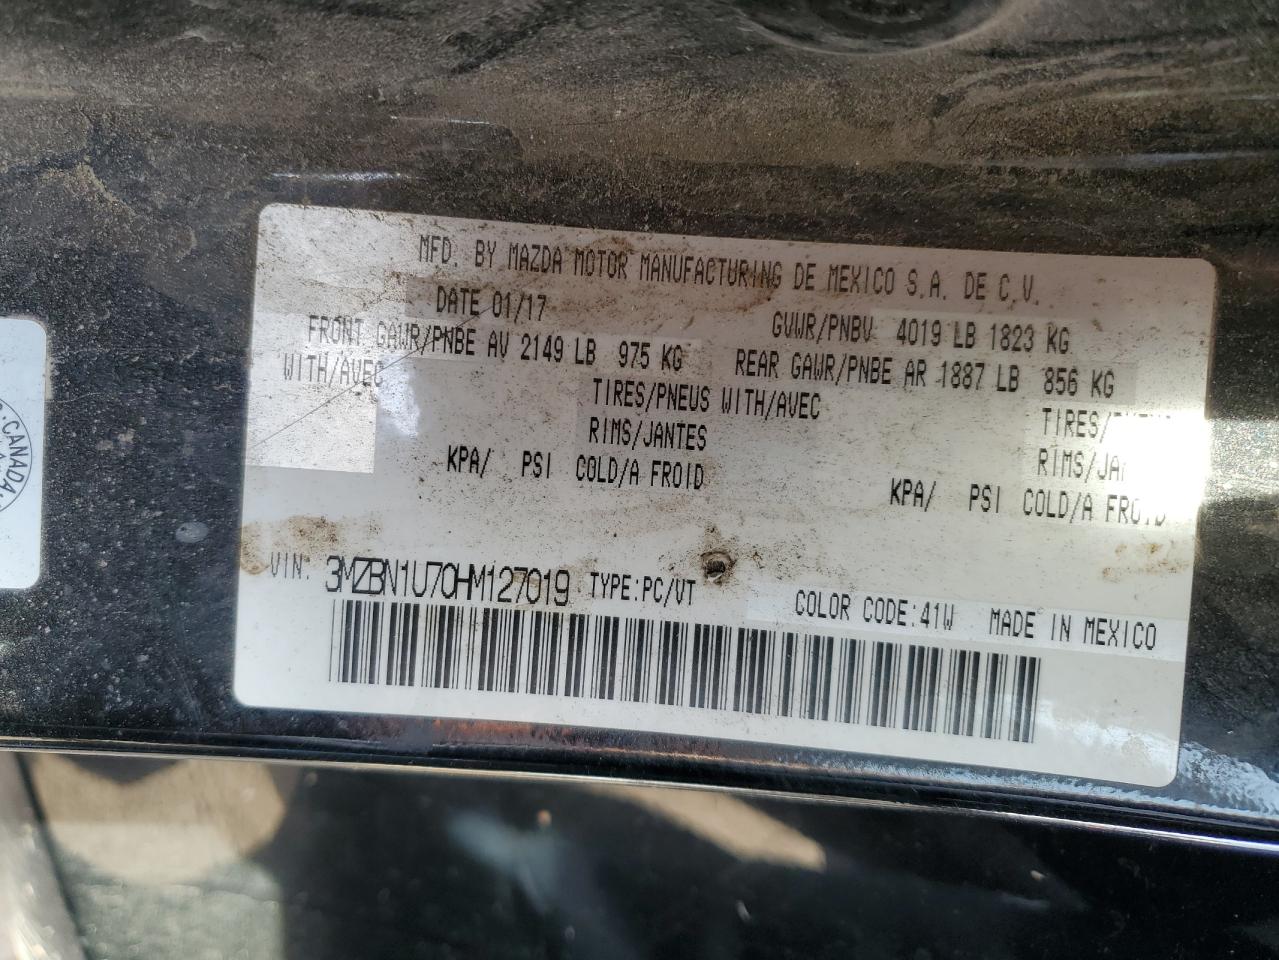 MFD. BY MAZDA MOTOR MANUFACTURING DE MEXICO S.A. DE C.V.
DATE 01/17 GVWR/PNBV 4019 LB 1823 KG
FRONT GAWR/PNBE AV 2149 LB 975 KG REAR GAWR/PNBE AR 1887 LB 856 KG
WITH/AVEC TIRES/PNEUS WITH/AVEC TIRES/
RIMS/JANTES RIMS/
KPA/ PSI COLD/A FROID KPA/ PSI COLD/A
VIN: 3MZBN1U70HM127019 TYPE:PC/VT COLOR CODE:41W MADE IN MEXICO
CANADA